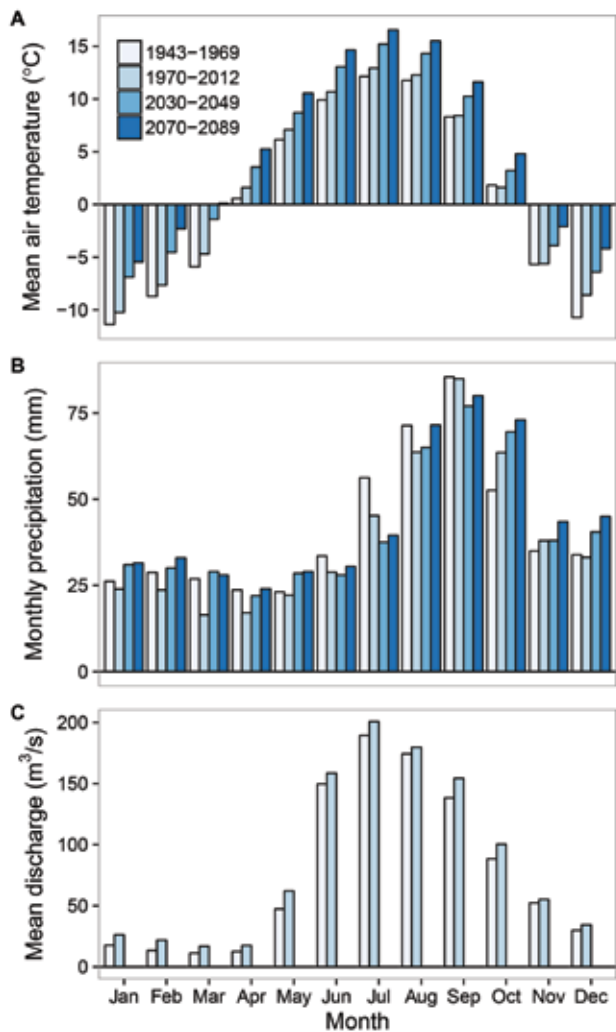 A
Mean air temperature (°C)
15
10
5
0
−5
−10
1943−1969
1970−2012
2030−2049
2070−2089
B
Monthly precipitation (mm)
75
50
25
0
C
Mean discharge (m³/s)
200
150
100
50
0
Jan Feb Mar Apr May Jun Jul Aug Sep Oct Nov Dec
Month